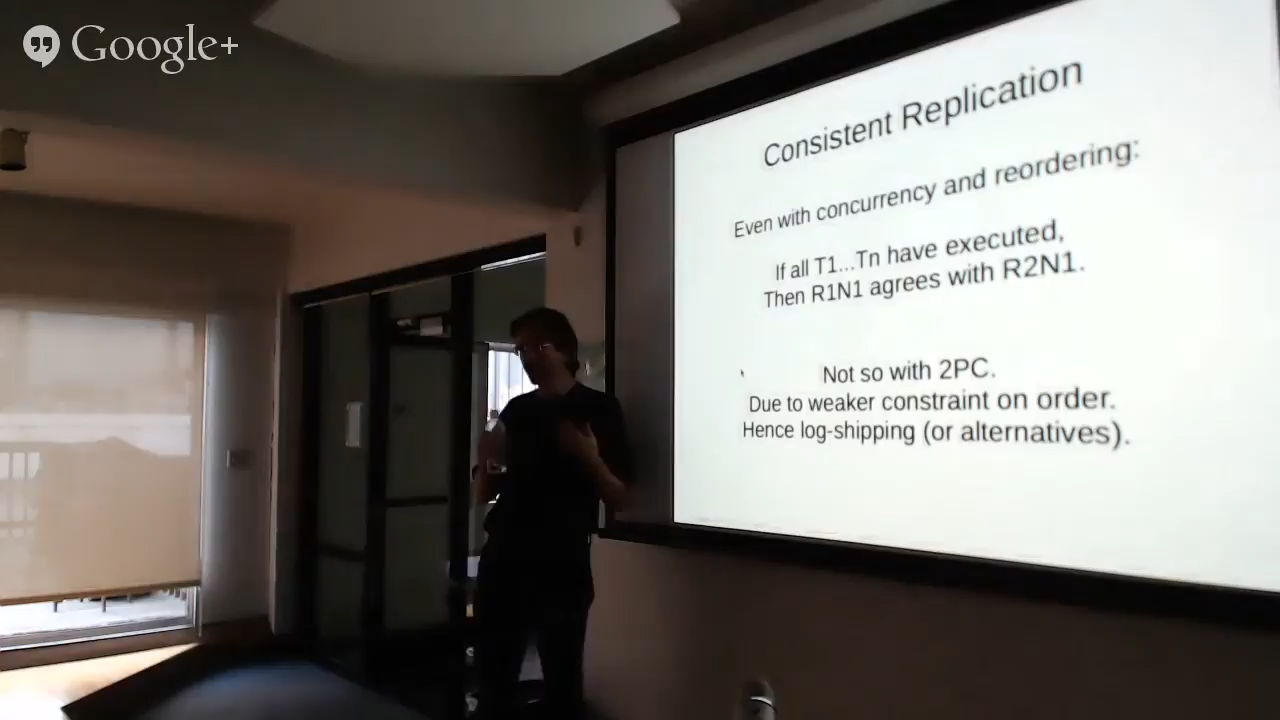 Google+
Consistent Replication
Even with concurrency and reordering:
If all T1...Tn have executed,
Then R1N1 agrees with R2N1.
Not so with 2PC.
Due to weaker constraint on order.
Hence log-shipping (or alternatives).